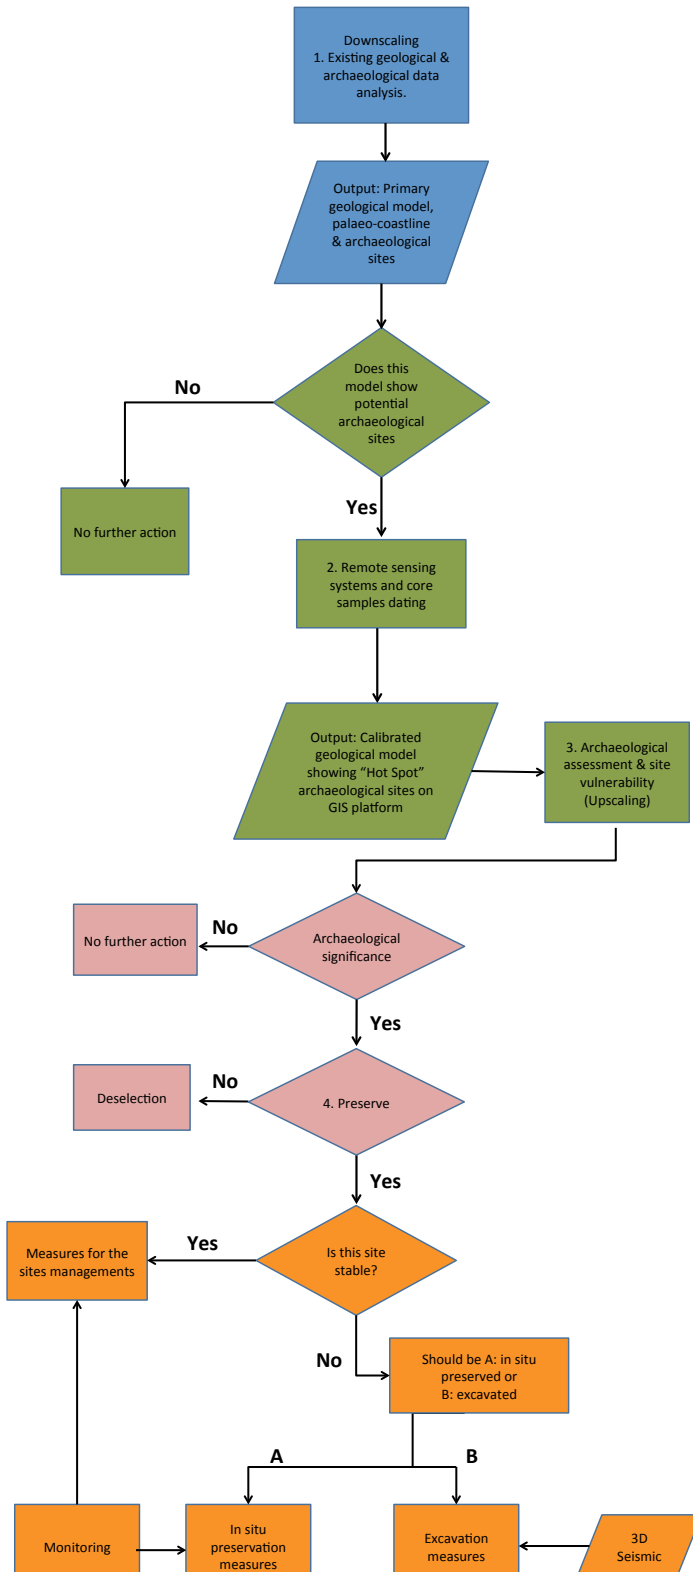 Downscaling
1. Existing geological &
archaeological data
analysis.
Output: Primary
geological model,
palaeo-coastline
& archaeological
sites
Does this
model show
potential
archaeological
sites
No
No further action
Yes
2. Remote sensing
systems and core
samples dating
Output: Calibrated
geological model
showing “Hot Spot”
archaeological sites on
GIS platform
3. Archaeological
assessment & site
vulnerability
(Upscaling)
Archaeological
significance
No
No further action
Yes
4. Preserve
No
Deselection
Yes
Is this site
stable?
Yes
Measures for the
sites managements
No
Should be A: in situ
preserved or
B: excavated
A
B
Monitoring
In situ
preservation
measures
Excavation
measures
3D
Seismic